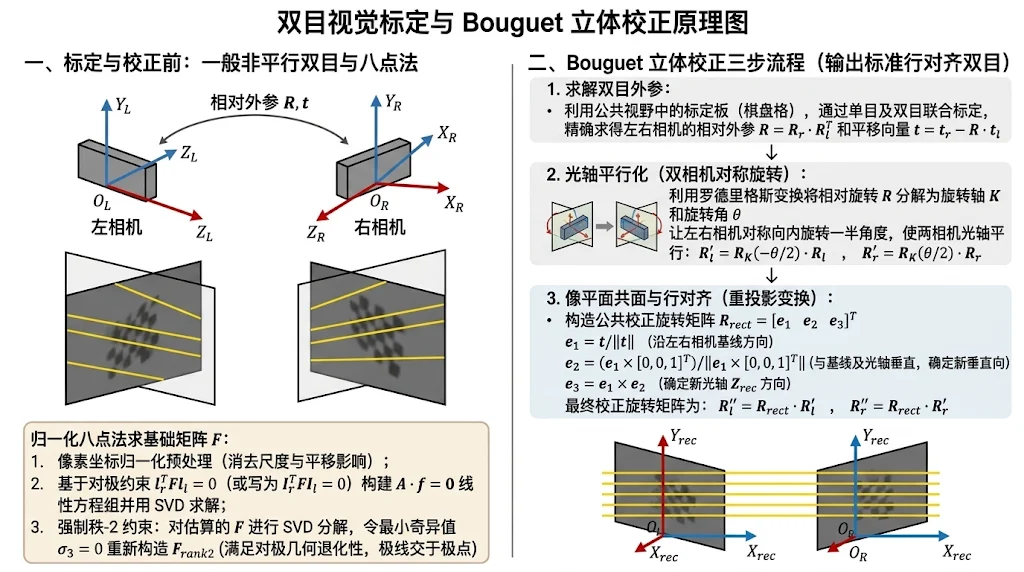 双目视觉标定与 Bouguet 立体校正原理图
一、标定与校正前：一般非平行双目与八点法
Y_L
相对外参 R, t
Y_R
X_R
Z_L
O_L
Z_L
左相机
O_R
X_R
Z_R
右相机
归一化八点法求基础矩阵 F：
1. 像素坐标归一化预处理（消去尺度与平移影响）；
2. 基于对极约束 l_r^T F l_l = 0（或写为 I_r^T F I_l = 0）构建 A · f = 0 线
性方程组并用 SVD 求解；
3. 强制秩-2 约束：对估算的 F 进行 SVD 分解，令最小奇异值
σ_3 = 0 重新构造 F_rank2 (满足对极几何退化性，极线交于极点）
二、Bouguet 立体校正三步流程（输出标准行对齐双目）
1. 求解双目外参：
• 利用公共视野中的标定板（棋盘格），通过单目及双目联合标定，
精确求得左右相机的相对外参 R = R_r · R_l^T 和平移向量 t = t_r − R · t_l
2. 光轴平行化（双相机对称旋转）：
利用罗德里格斯变换将相对旋转 R 分解为旋转轴 K
和旋转角 θ
让左右相机对称向内旋转一半角度，使两相机光轴平
行：R_l′ = R_K(−θ/2) · R_l ， R_r′ = R_K(θ/2) · R_r
3. 像平面共面与行对齐（重投影变换）：
• 构造公共校正旋转矩阵 R_rect = [e_1 e_2 e_3]^T
e_1 = t/||t|| （沿左右相机基线方向）
e_2 = (e_1 × [0, 0, 1]^T)/||e_1 × [0, 0, 1]^T|| (与基线及光轴垂直，确定新垂直向)
e_3 = e_1 × e_2 （确定新光轴 Z_rec 方向）
最终校正旋转矩阵为： R_l″ = R_rect · R_l′ ， R_r″ = R_rect · R_r′
Y_rec
Y_rec
X_rec
X_rec
O_R
X_rec